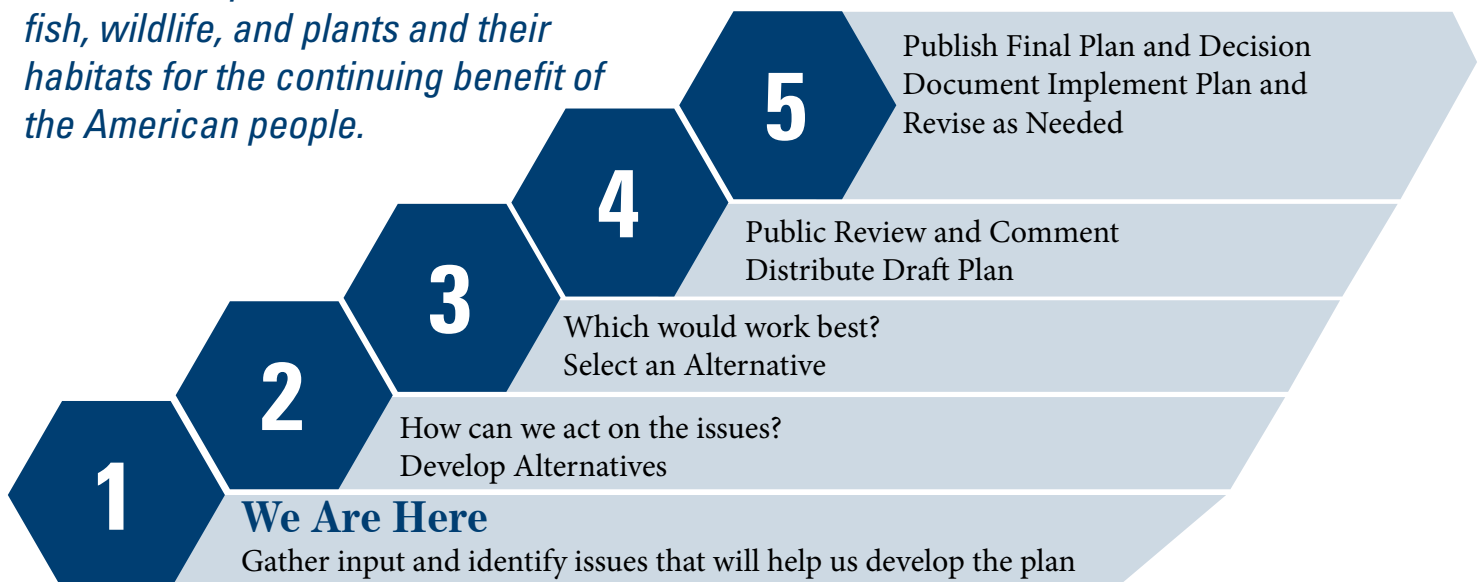 fish, wildlife, and plants and their
habitats for the continuing benefit of
the American people.
5
Publish Final Plan and Decision
Document Implement Plan and
Revise as Needed
4
Public Review and Comment
Distribute Draft Plan
3
Which would work best?
Select an Alternative
2
How can we act on the issues?
Develop Alternatives
1
We Are Here
Gather input and identify issues that will help us develop the plan